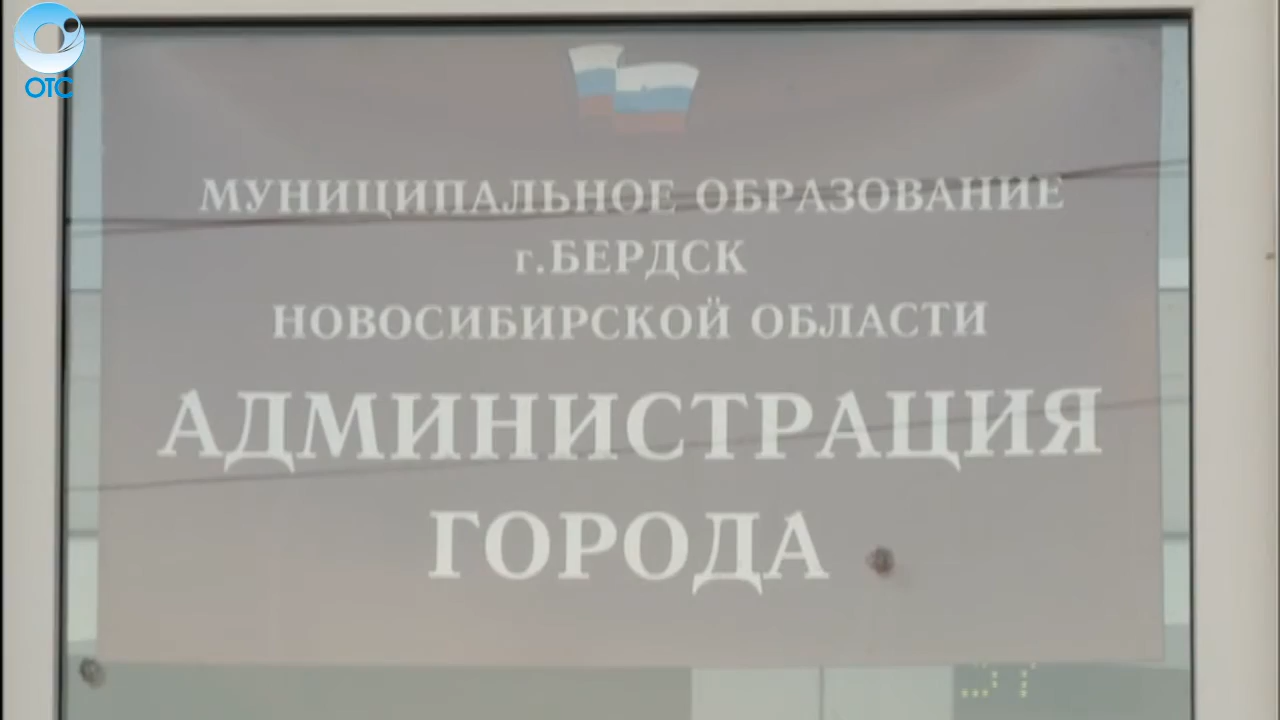 ОТС
МУНИЦИПАЛЬНОЕ ОБРАЗОВАНИЕ
г.БЕРДСК
НОВОСИБИРСКОЙ ОБЛАСТИ
АДМИНИСТРАЦИЯ
ГОРОДА